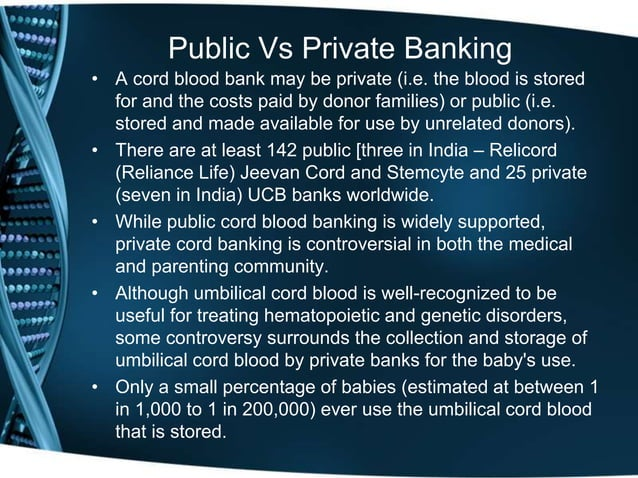 Public Vs Private Banking
• A cord blood bank may be private (i.e. the blood is stored
for and the costs paid by donor families) or public (i.e.
stored and made available for use by unrelated donors).
• There are at least 142 public [three in India – Relicord
(Reliance Life) Jeevan Cord and Stemcyte and 25 private
(seven in India) UCB banks worldwide.
• While public cord blood banking is widely supported,
private cord banking is controversial in both the medical
and parenting community.
• Although umbilical cord blood is well-recognized to be
useful for treating hematopoietic and genetic disorders,
some controversy surrounds the collection and storage of
umbilical cord blood by private banks for the baby's use.
• Only a small percentage of babies (estimated at between 1
in 1,000 to 1 in 200,000) ever use the umbilical cord blood
that is stored.